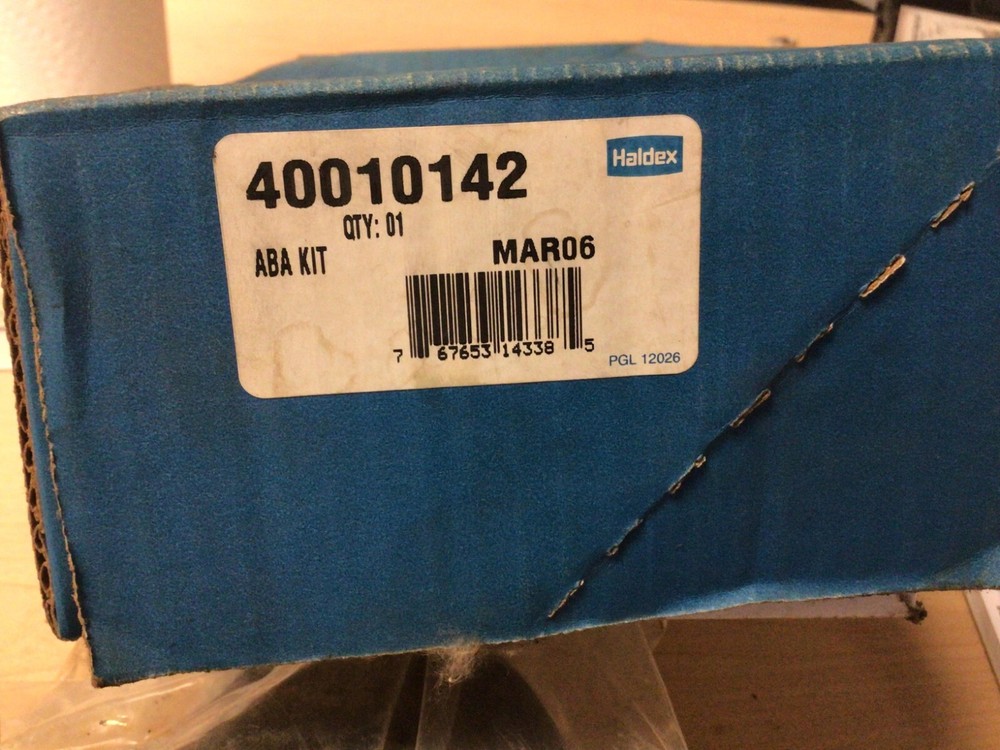 40010142
Haldex
QTY: 01
ABA KIT
MAR06
7 67653 14338 5
PGL 12026